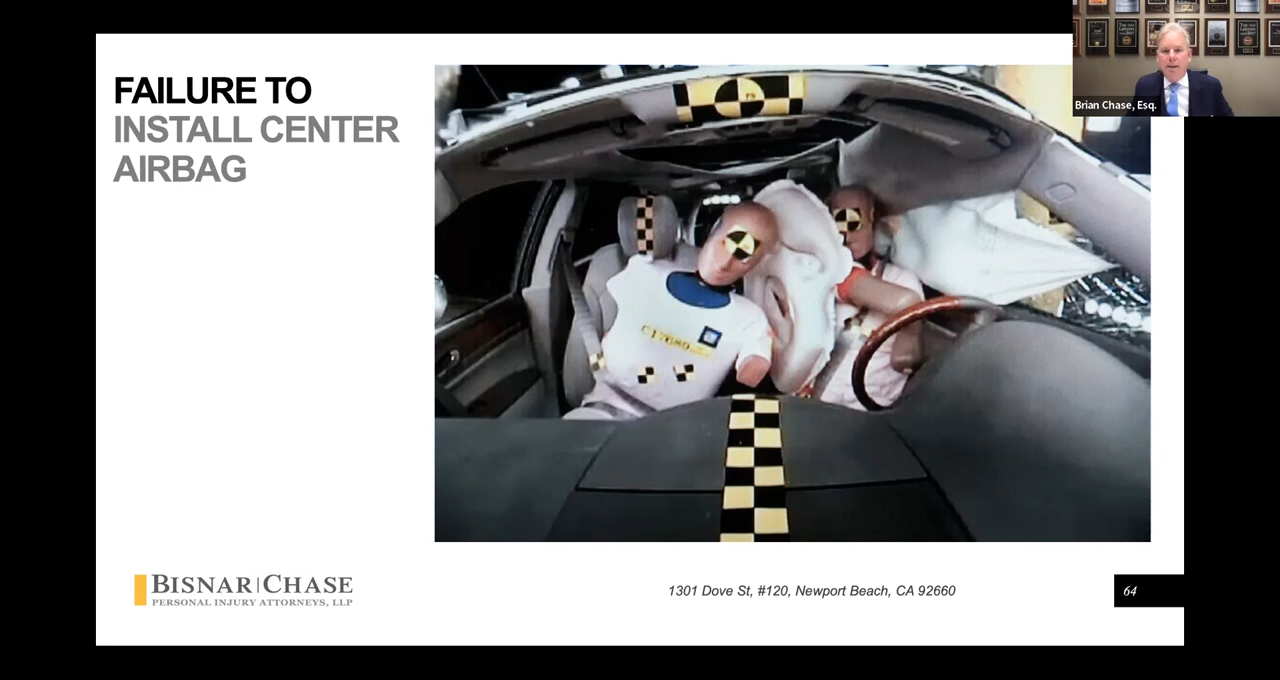 FAILURE TO
INSTALL CENTER
AIRBAG
Brian Chase, Esq.
BISNAR|CHASE
PERSONAL INJURY ATTORNEYS, LLP
1301 Dove St, #120, Newport Beach, CA 92660
64